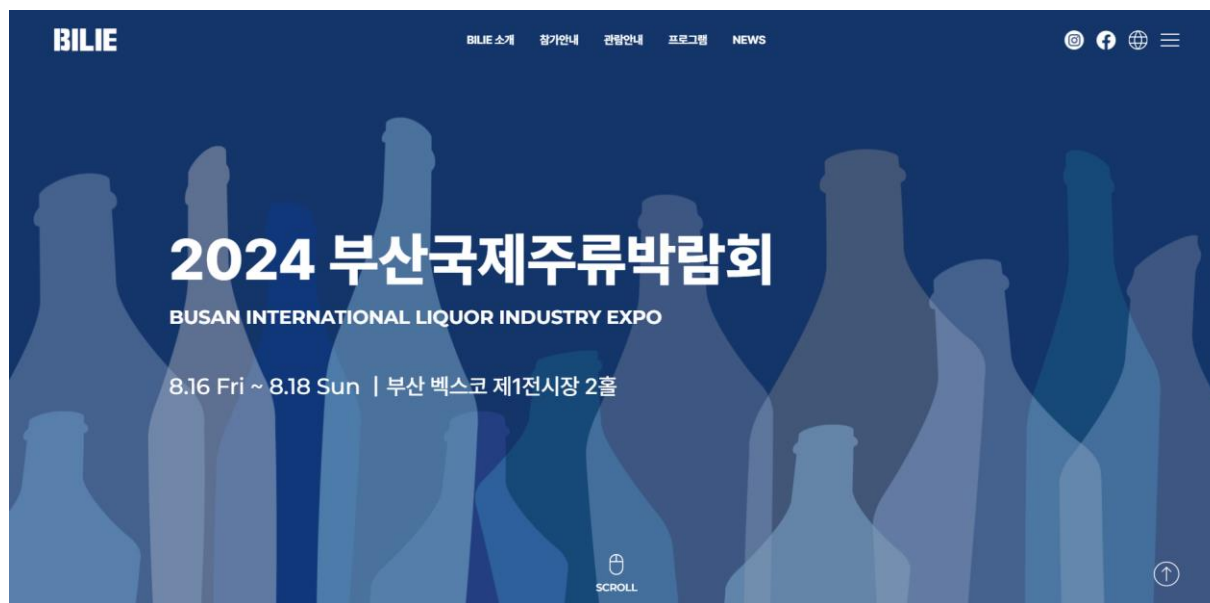 BILIE
BILIE 소개 참가안내 관람안내 프로그램 NEWS
2024 부산국제주류박람회
BUSAN INTERNATIONAL LIQUOR INDUSTRY EXPO
8.16 Fri ~ 8.18 Sun | 부산 벡스코 제1전시장 2홀
SCROLL